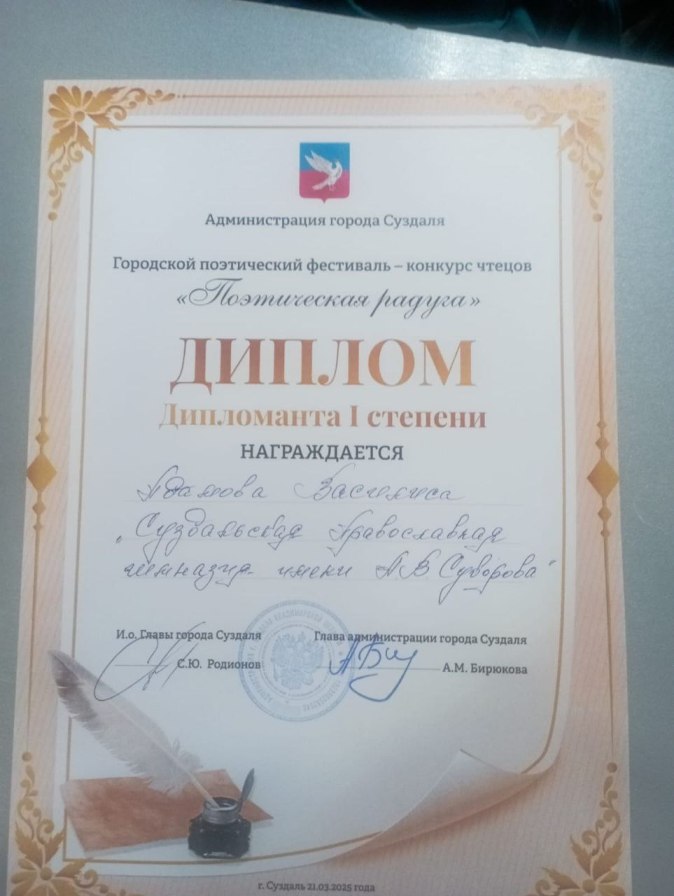 Администрация города Суздаля
Городской поэтический фестиваль – конкурс чтецов
«Поэтическая радуга»
ДИПЛОМ
Дипломанта I степени
НАГРАЖДАЕТСЯ
Адамова Василиса
„Суздальская Православная
гимназия имени А В Суворова"
И.о. Главы города Суздаля Глава администрации города Суздаля
С.Ю. Родионов А.М. Бирюкова
г. Суздаль 21.03.2025 года